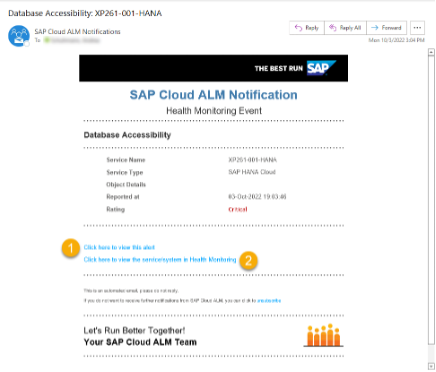 Database Accessibility: XP261-001-HANA
SAP Cloud ALM Notifications
To
Reply Reply All Forward
Mon 10/3/2022 3:04 PM
THE BEST RUN SAP
SAP Cloud ALM Notification
Health Monitoring Event
Database Accessibility
Service Name XP261-001-HANA
Service Type SAP HANA Cloud
Object Details
Reported at 03-Oct-2022 19:03:46
Rating Critical
1 Click here to view this alert
Click here to view the service/system in Health Monitoring 2
This is an automated email, please do not reply.
If you do not want to receive further notifications from SAP Cloud ALM, you can click to unsubscribe
Let's Run Better Together!
Your SAP Cloud ALM Team